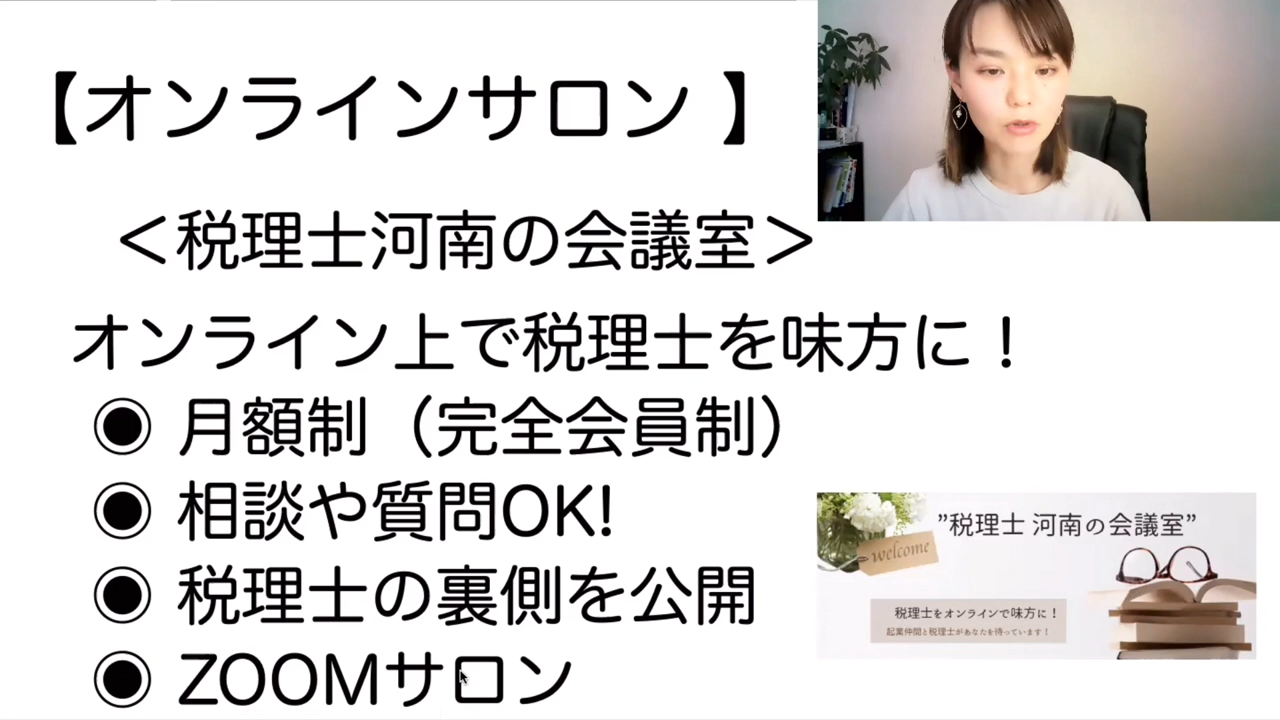 【オンラインサロン 】
＜税理士河南の会議室＞
オンライン上で税理士を味方に！
◉ 月額制（完全会員制）
◉ 相談や質問OK!
◉ 税理士の裏側を公開
◉ ZOOMサロン
”税理士 河南の会議室”
welcome
税理士をオンラインで味方に！
起業仲間と税理士があなたを待っています！